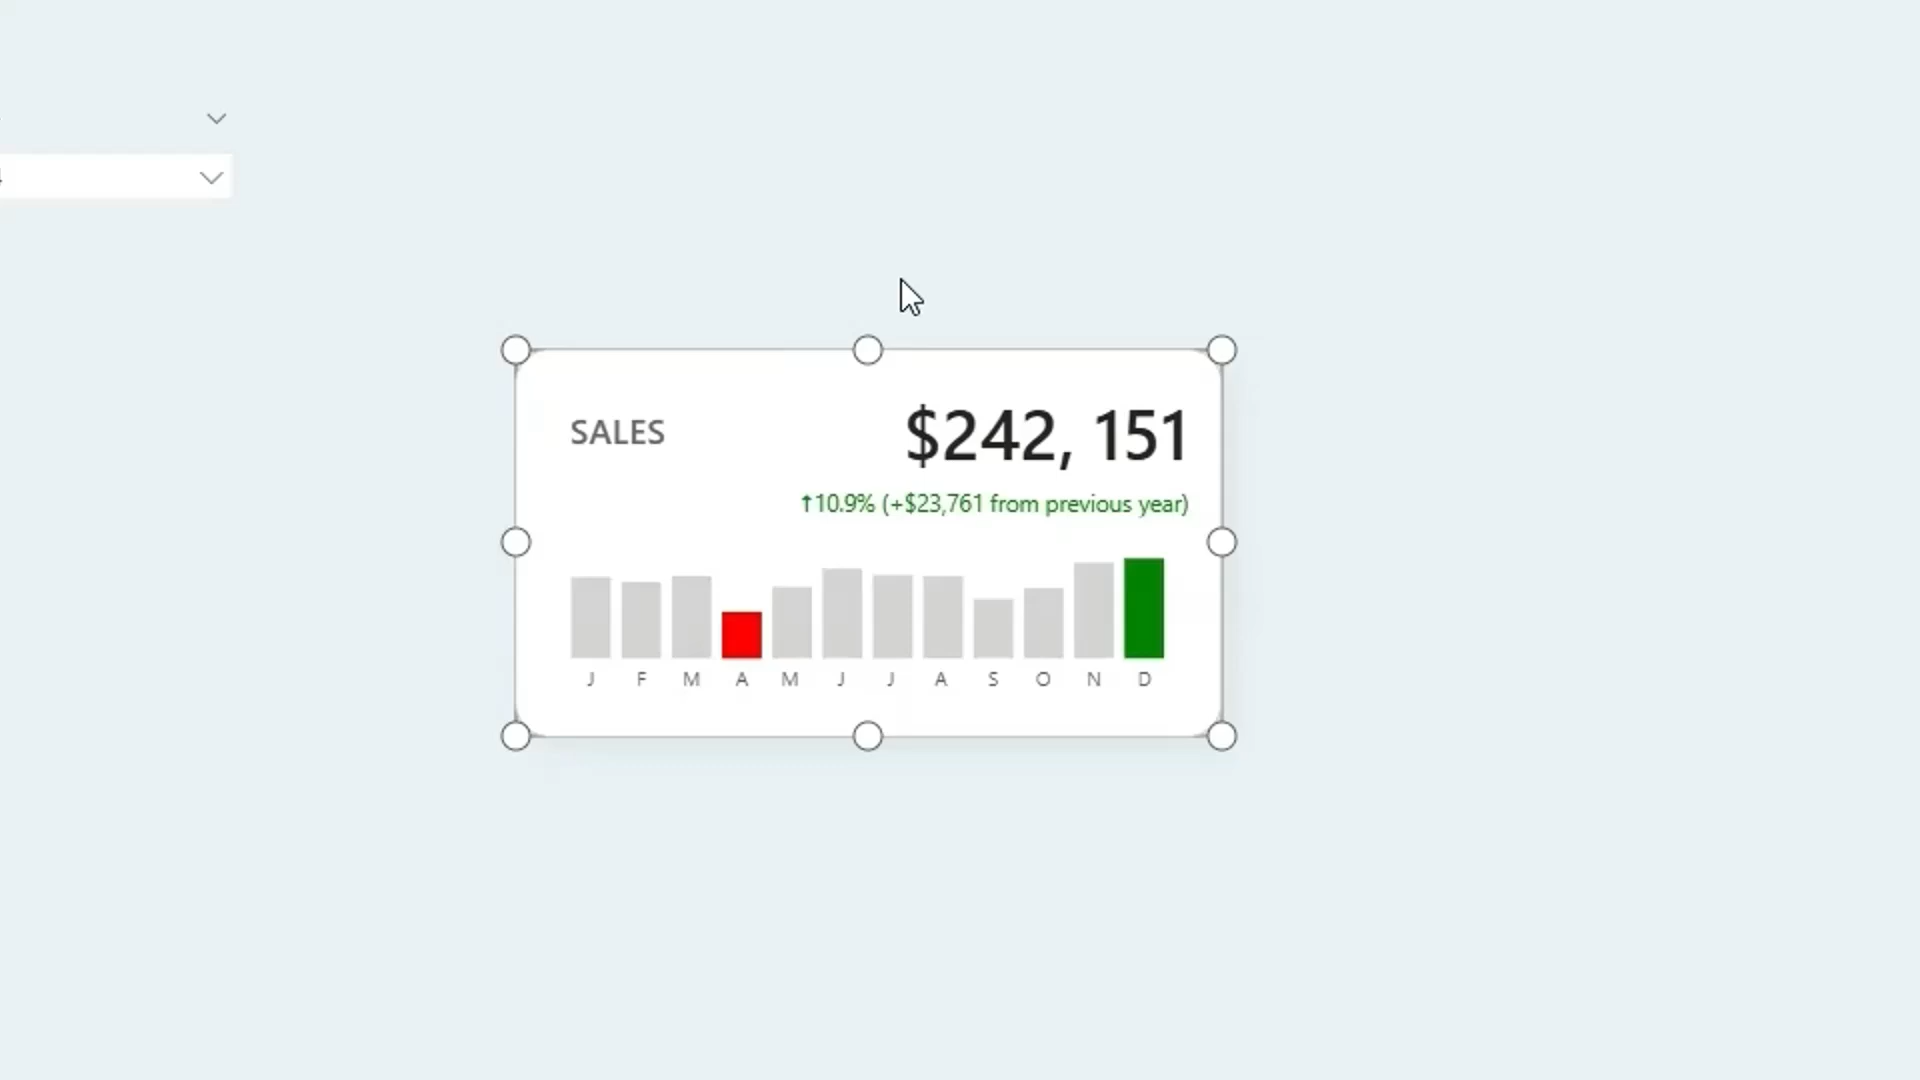 SALES
$242, 151
↑10.9% (+$23,761 from previous year)
J F M A M J J A S O N D